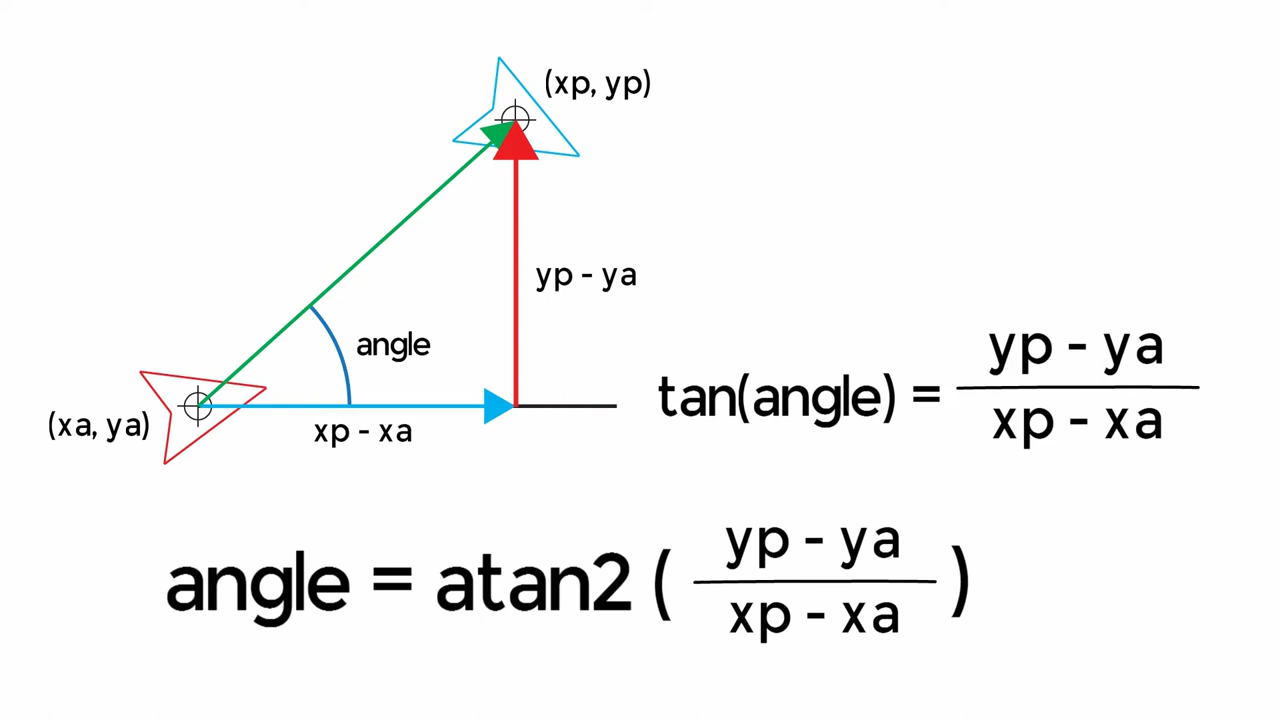 (xp, yp)
yp - ya
angle
(xa, ya)
xp - xa
tan(angle) = yp - ya
xp - xa
angle = atan2 ( yp - ya )
xp - xa